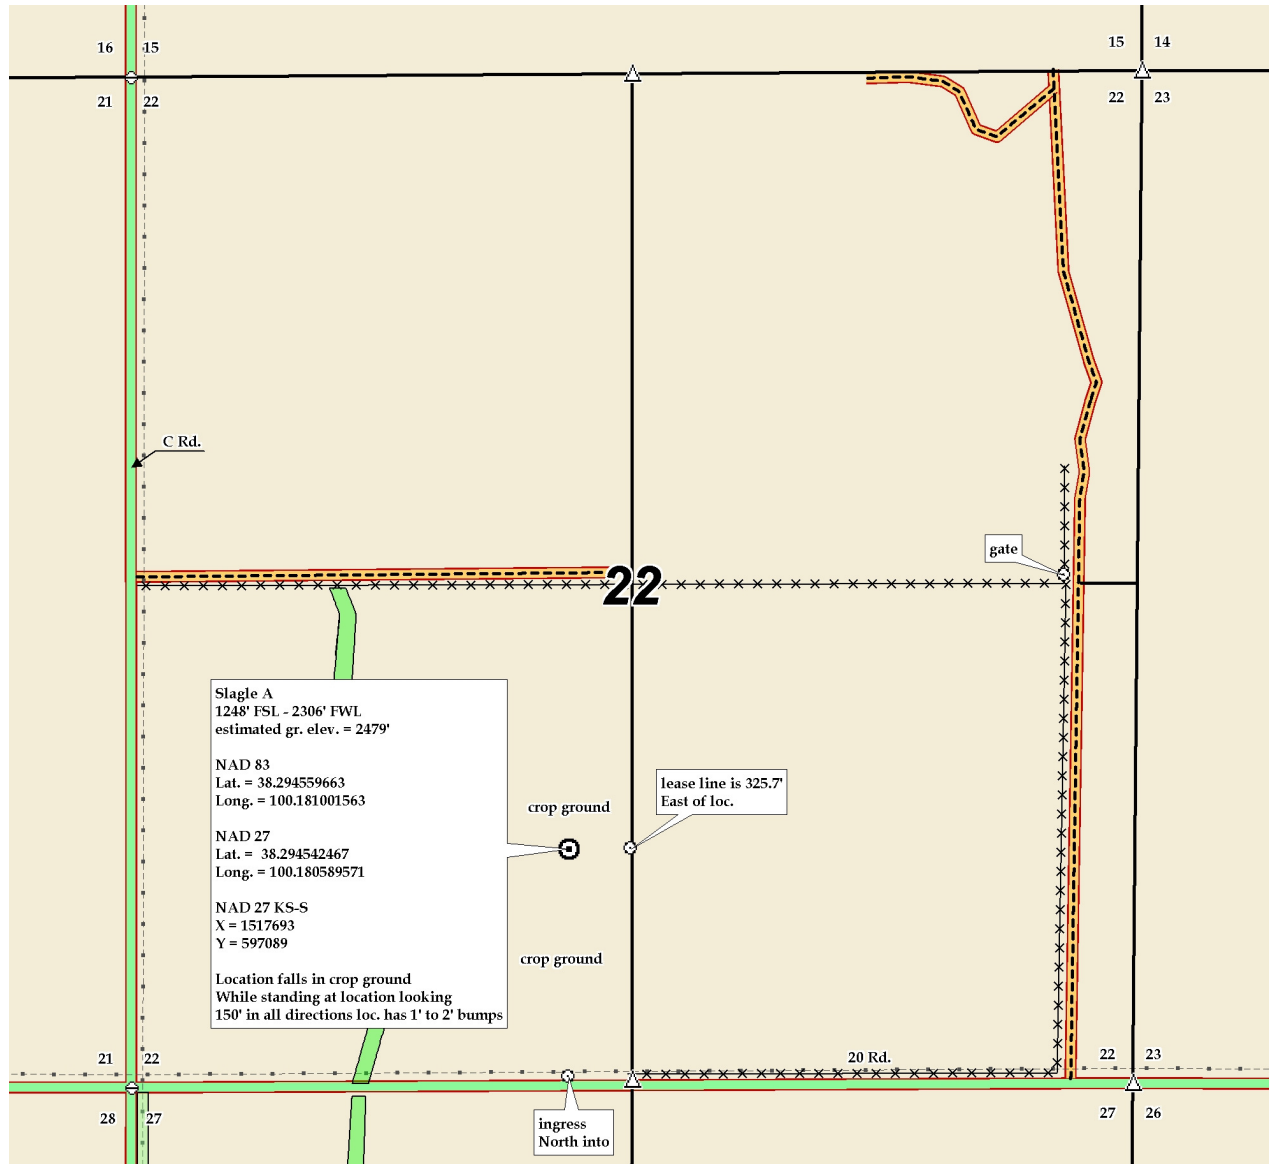 16 15
15 14
21 22
22 23
C Rd.
gate
22
Slagle A
1248' FSL - 2306' FWL
estimated gr. elev. = 2479'
NAD 83
Lat. = 38.294559663
Long. = 100.181001563
NAD 27
Lat. =  38.294542467
Long. = 100.180589571
NAD 27 KS-S
X = 1517693
Y = 597089
Location falls in crop ground
While standing at location looking
150' in all directions loc. has 1' to 2' bumps
lease line is 325.7'
East of loc.
crop ground
crop ground
21 22
20 Rd.
22 23
28 27
27 26
ingress
North into